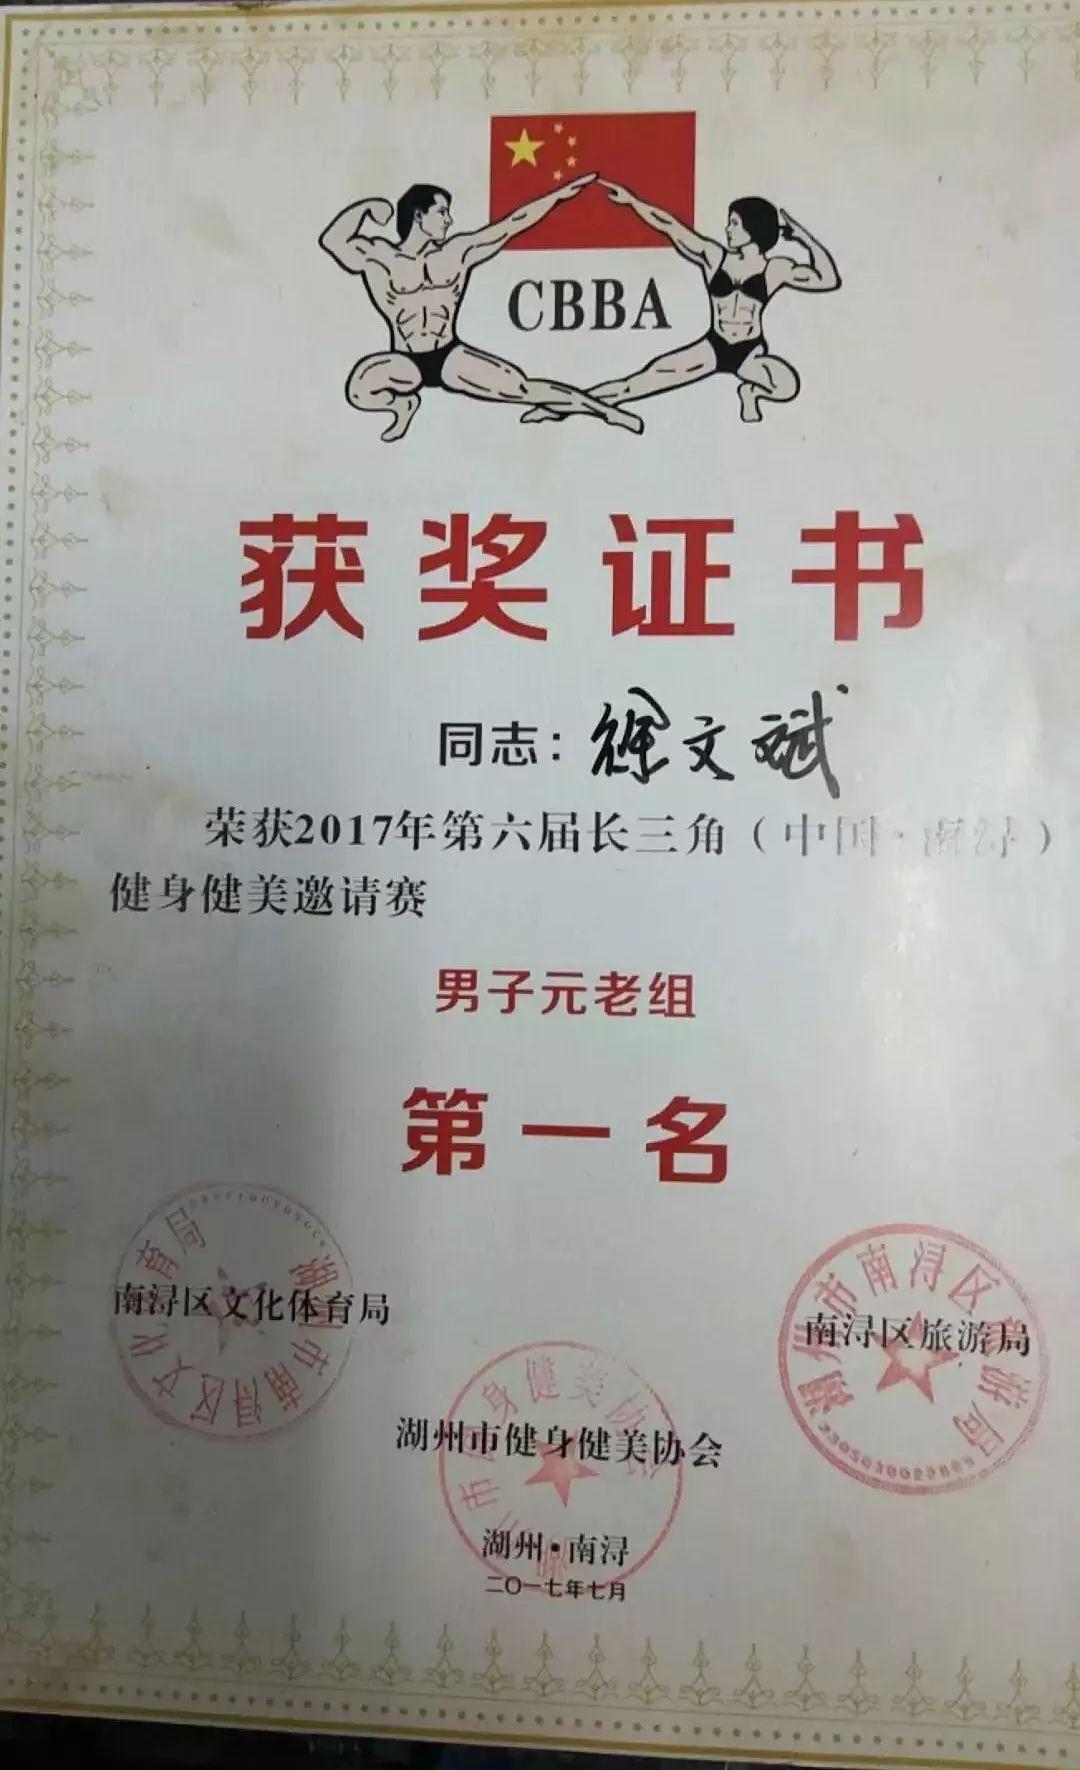 CBBA
获奖证书
同志：徐文斌
荣获2017年第六届长三角（中国·南浔）
健身健美邀请赛
男子元老组
第一名
南浔区文化体育局
南浔区旅游局
湖州市健身健美协会
湖州·南浔
二〇一七年七月